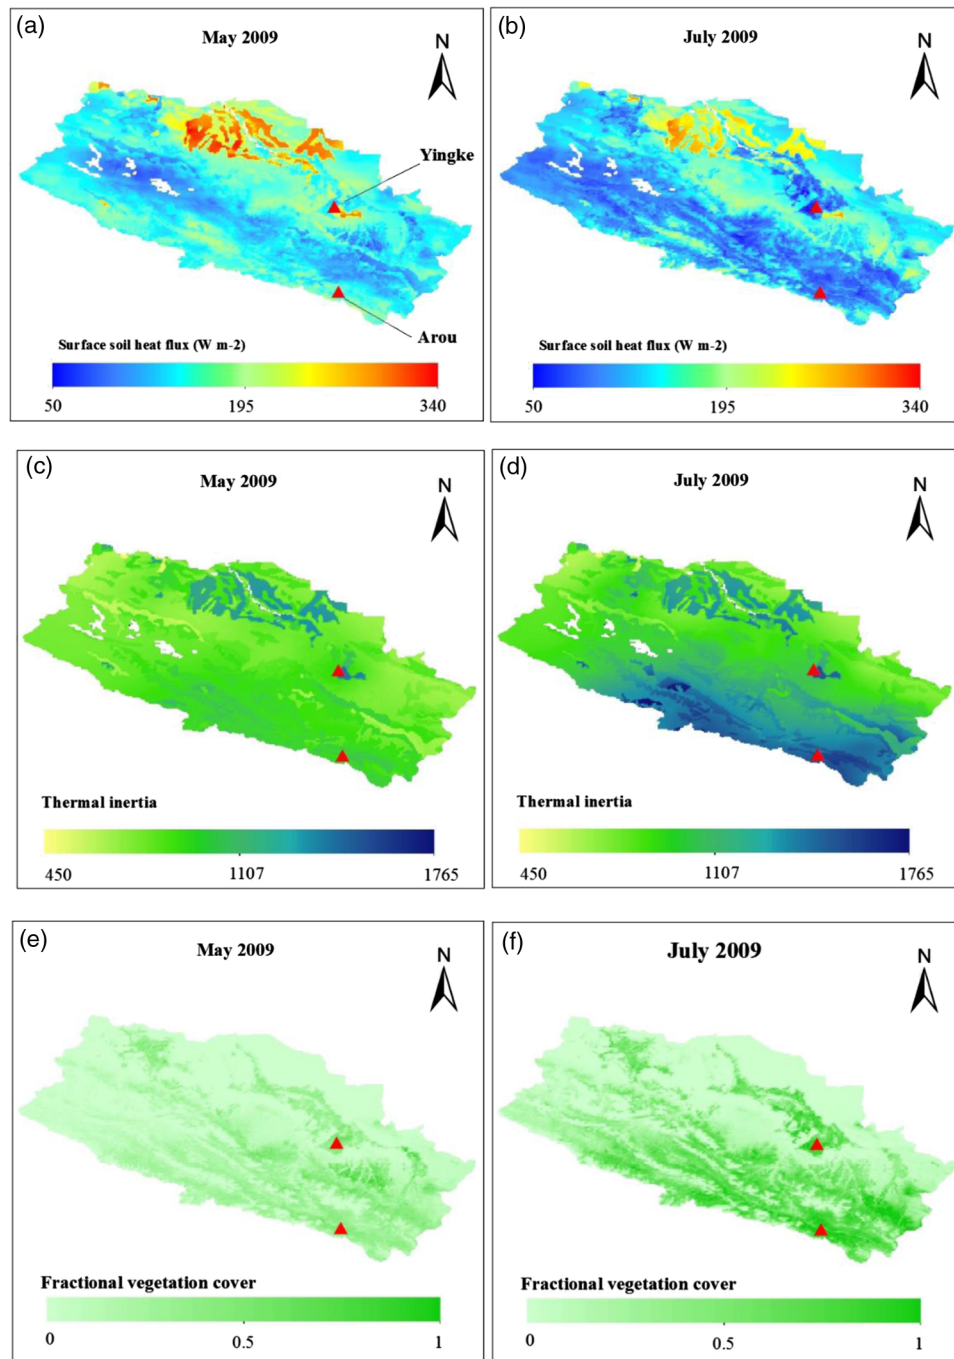 (a)
May 2009
N
Yingke
Arou
Surface soil heat flux (W m-2)
50 195 340
(b)
July 2009
N
Surface soil heat flux (W m-2)
50 195 340
(c)
May 2009
N
Thermal inertia
450 1107 1765
(d)
July 2009
N
Thermal inertia
450 1107 1765
(e)
May 2009
N
Fractional vegetation cover
0 0.5 1
(f)
July 2009
N
Fractional vegetation cover
0 0.5 1